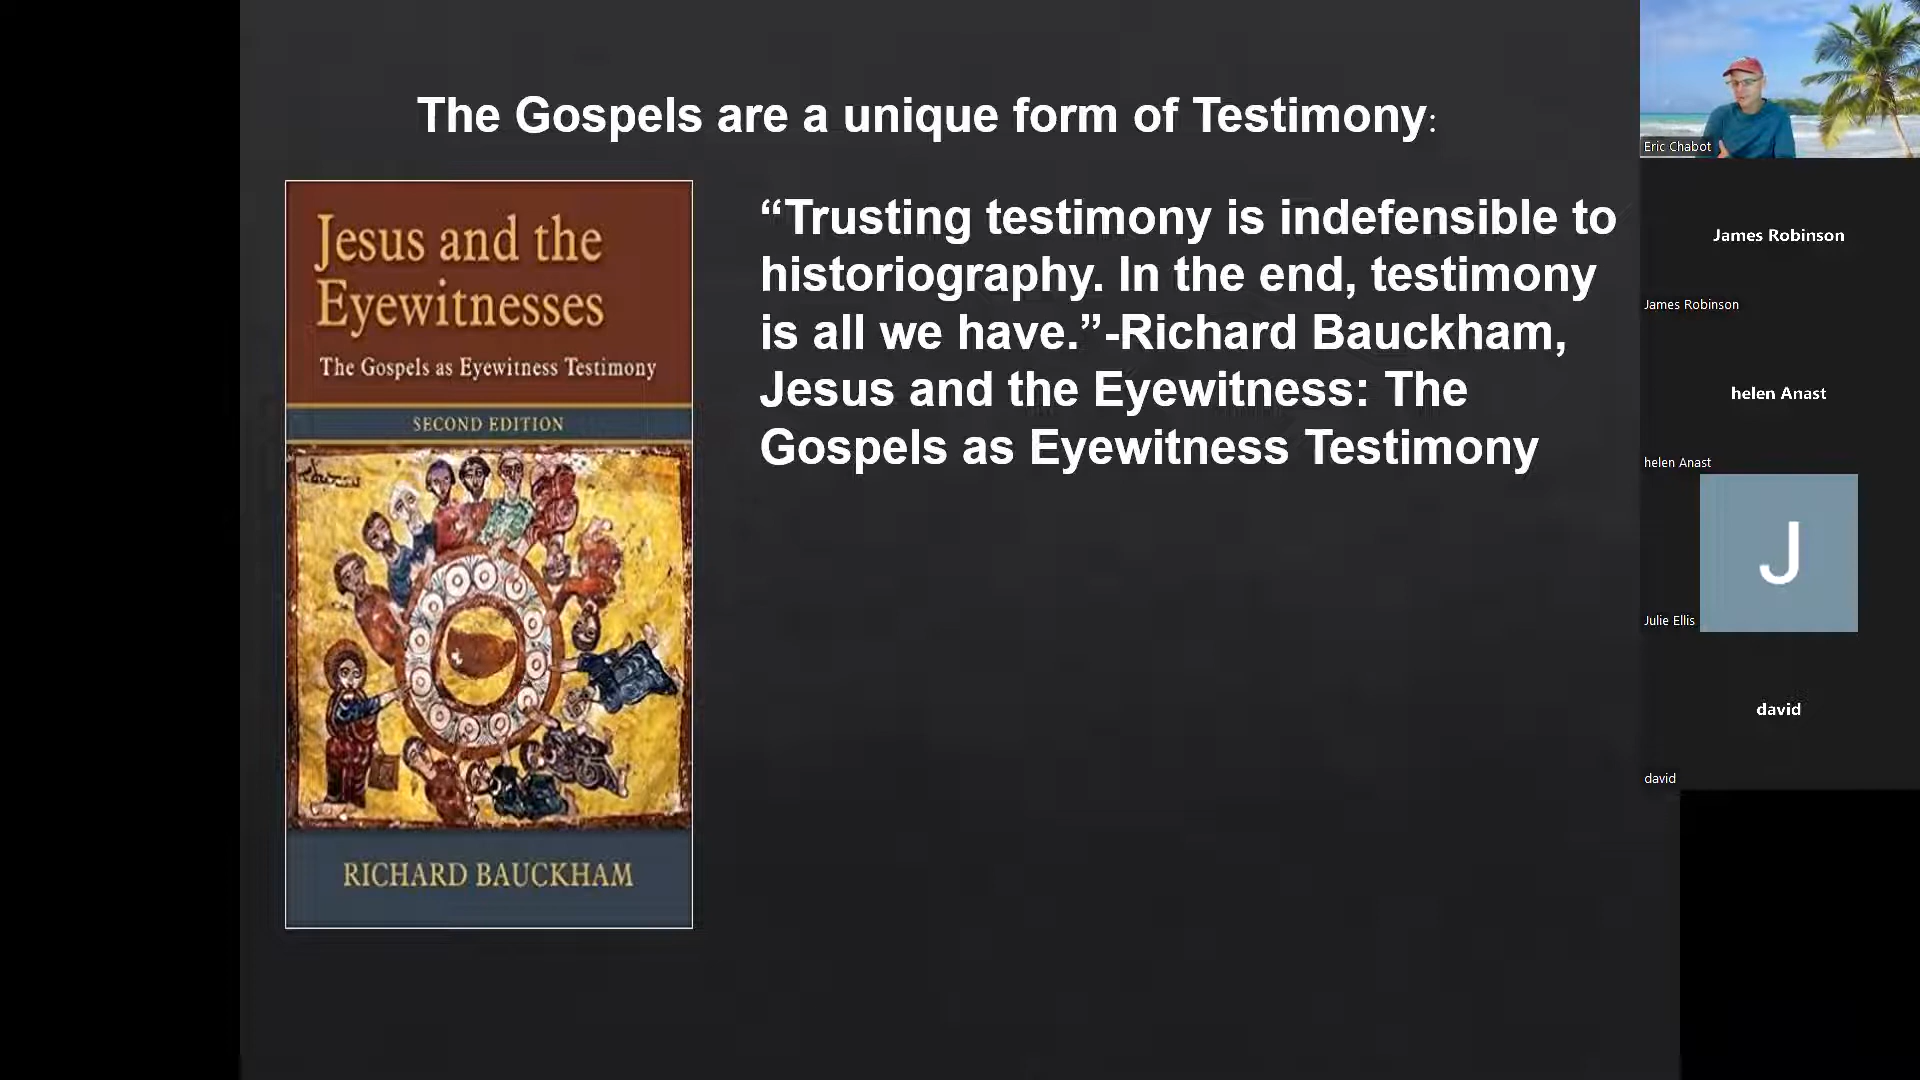 The Gospels are a unique form of Testimony:
Jesus and the
Eyewitnesses
The Gospels as Eyewitness Testimony
SECOND EDITION
RICHARD BAUCKHAM
“Trusting testimony is indefensible to
historiography. In the end, testimony
is all we have.”-Richard Bauckham,
Jesus and the Eyewitness: The
Gospels as Eyewitness Testimony
Eric Chabot
James Robinson
James Robinson
helen Anast
helen Anast
J
Julie Ellis
david
david